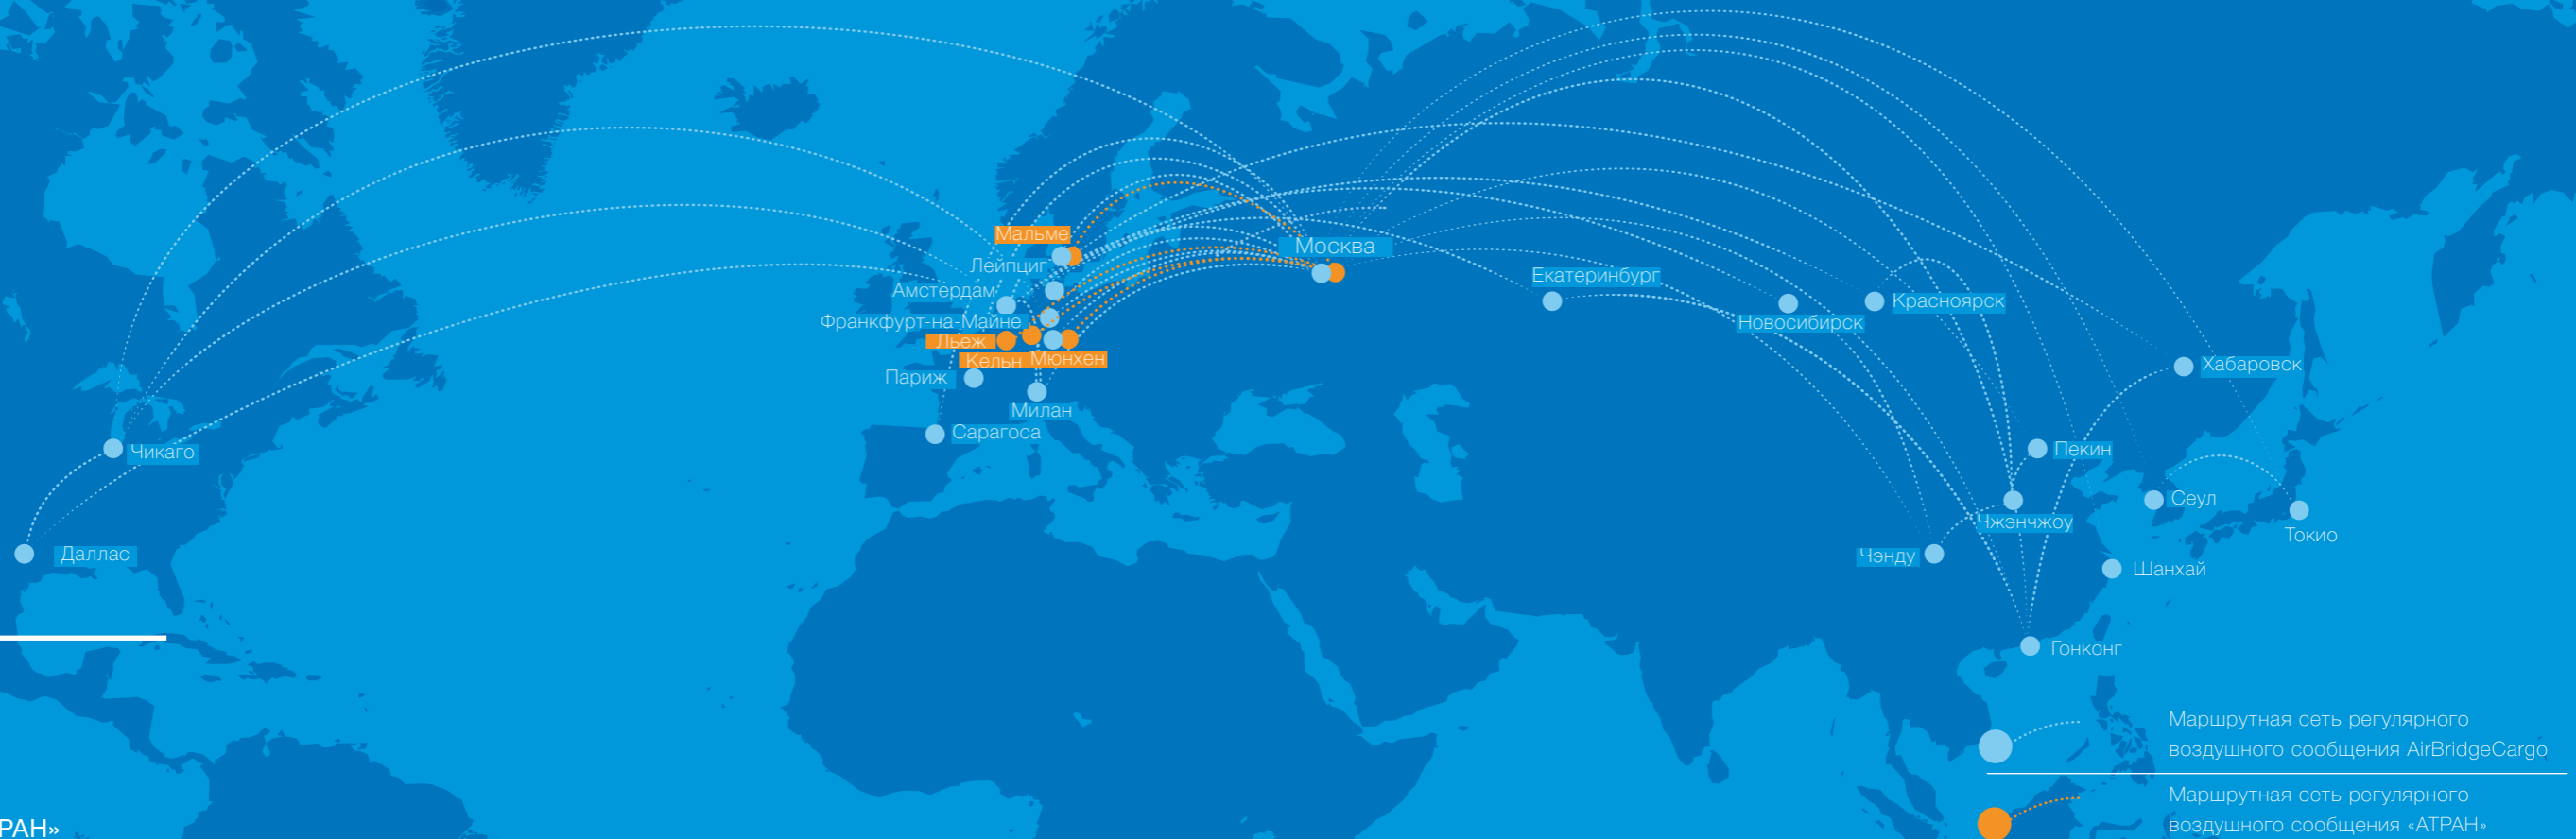 Мальме
Москва
Лейпциг
Екатеринбург
Амстердам
Красноярск
Франкфурт-на-Майне
Новосибирск
Льеж
Кельн
Мюнхен
Хабаровск
Париж
Милан
Сарагоса
Чикаго
Пекин
Сеул
Чжэнчжоу
Токио
Даллас
Чэнду
Шанхай
Гонконг
Маршрутная сеть регулярного
воздушного сообщения AirBridgeCargo
Маршрутная сеть регулярного
воздушного сообщения «АТРАН»
РАН»